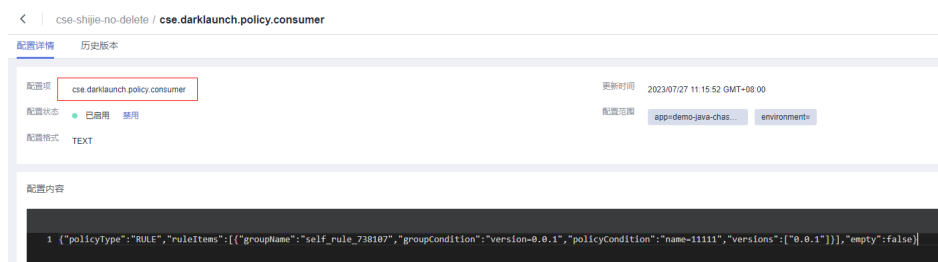 cse-shijie-no-delete / cse.darklaunch.policy.consumer
配置详情 历史版本
配置项 cse.darklaunch.policy.consumer
更新时间 2023/07/27 11:15:52 GMT+08:00
配置状态 已启用 禁用
配置范围 app=demo-java-chas... environment=
配置格式 TEXT
配置内容
1 {"policyType":"RULE","ruleItems":[{"groupName":"self_rule_738107","groupCondition":"version=0.0.1","policyCondition":"name=11111","versions":["0.0.1"]}],"empty":false}